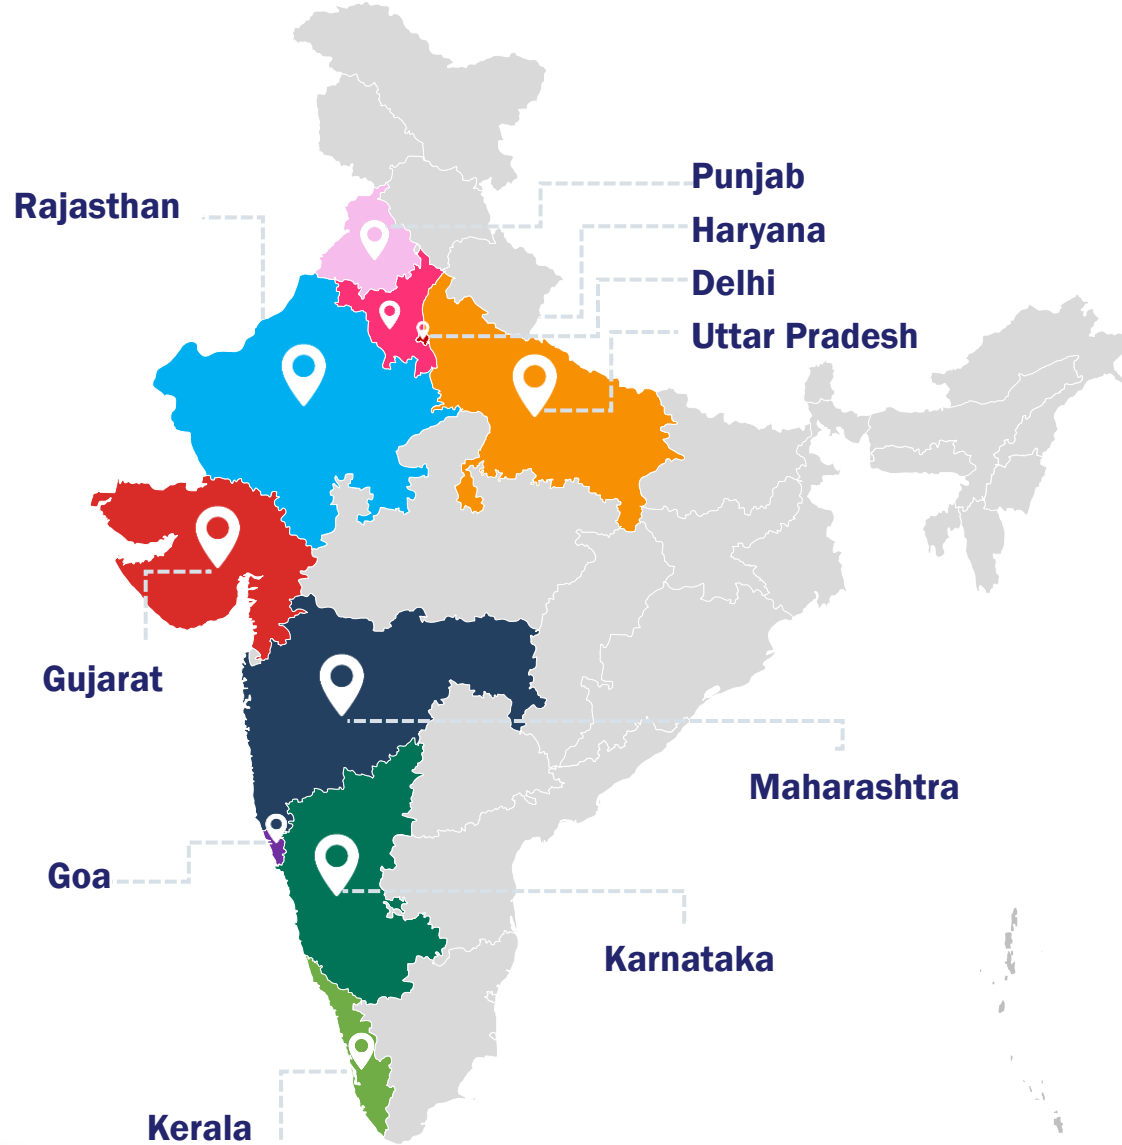 Punjab
Rajasthan
Haryana
Delhi
Uttar Pradesh
Gujarat
Maharashtra
Goa
Karnataka
Kerala